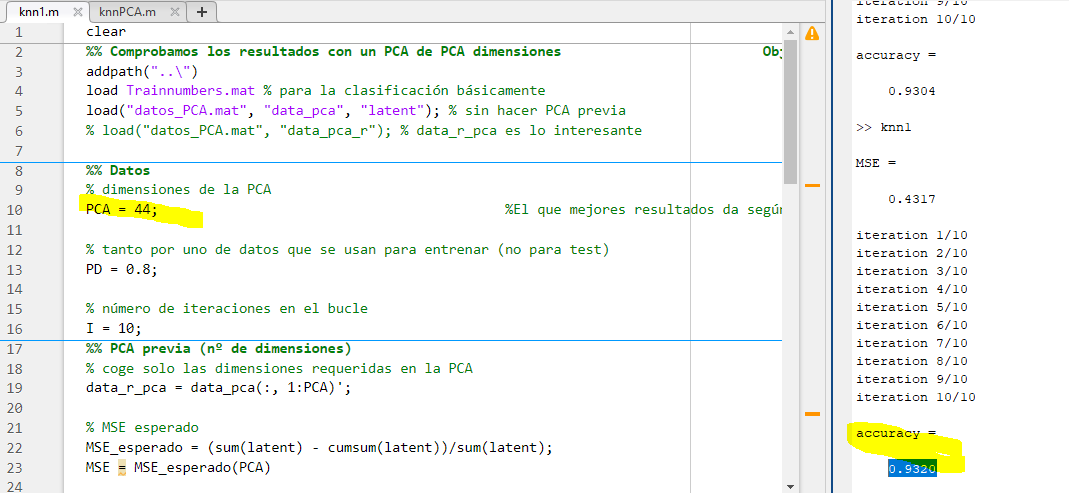 knn1.m × knnPCA.m × +
1 clear
2 %% Comprobamos los resultados con un PCA de PCA dimensiones
3 addpath("..\")
4 load Trainnumbers.mat % para la clasificación básicamente
5 load("datos_PCA.mat", "data_pca", "latent"); % sin hacer PCA previa
6 % load("datos_PCA.mat", "data_pca_r"); % data_r_pca es lo interesante
7
8 %% Datos
9 % dimensiones de la PCA
10 PCA = 44; %El que mejores resultados da
11
12 % tanto por uno de datos que se usan para entrenar (no para test)
13 PD = 0.8;
14
15 % número de iteraciones en el bucle
16 I = 10;
17 %% PCA previa (nº de dimensiones)
18 % coge solo las dimensiones requeridas en la PCA
19 data_r_pca = data_pca(:, 1:PCA)';
20
21 % MSE esperado
22 MSE_esperado = (sum(latent) - cumsum(latent))/sum(latent);
23 MSE = MSE_esperado(PCA)
24
iteration 9/10
iteration 10/10
accuracy =
0.9304
>> knn1
MSE =
0.4317
iteration 1/10
iteration 2/10
iteration 3/10
iteration 4/10
iteration 5/10
iteration 6/10
iteration 7/10
iteration 8/10
iteration 9/10
iteration 10/10
accuracy =
0.9320